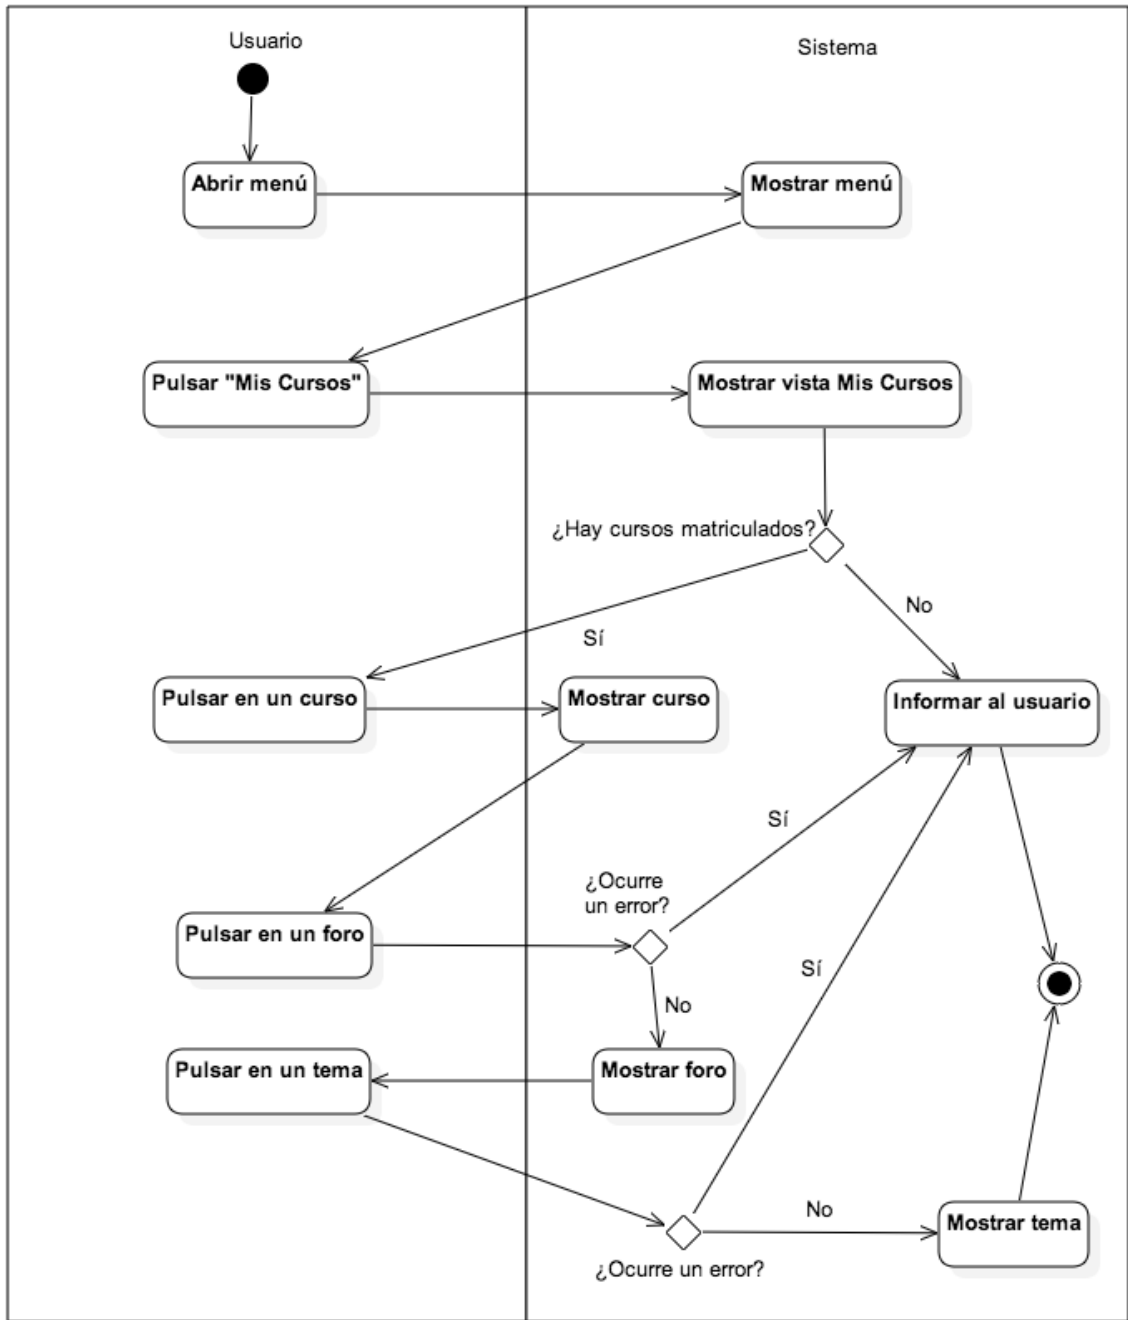 Usuario
Sistema
Abrir menú
Mostrar menú
Pulsar "Mis Cursos"
Mostrar vista Mis Cursos
¿Hay cursos matriculados?
No
Sí
Pulsar en un curso
Mostrar curso
Informar al usuario
Sí
¿Ocurre
un error?
Pulsar en un foro
Sí
No
Pulsar en un tema
Mostrar foro
No
Mostrar tema
¿Ocurre un error?